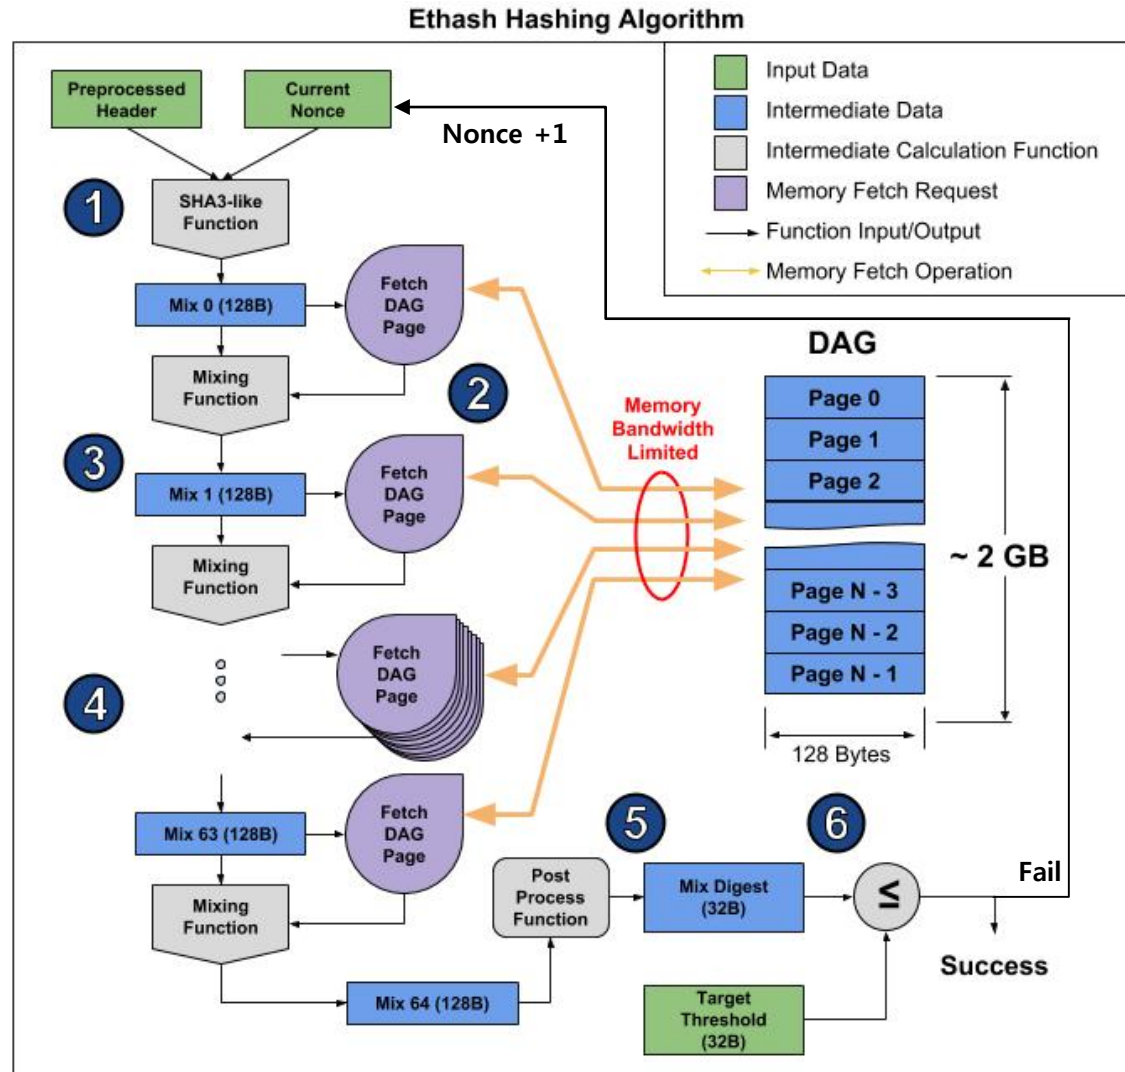 Ethash Hashing Algorithm
Preprocessed
Header
Current
Nonce
Nonce +1
Input Data
Intermediate Data
Intermediate Calculation Function
Memory Fetch Request
Function Input/Output
Memory Fetch Operation
1
SHA3-like
Function
Mix 0 (128B)
Fetch
DAG
Page
Mixing
Function
2
3
Mix 1 (128B)
Fetch
DAG
Page
Mixing
Function
Memory
Bandwidth
Limited
DAG
Page 0
Page 1
Page 2
Page N - 3
Page N - 2
Page N - 1
~ 2 GB
128 Bytes
4
Fetch
DAG
Page
Mix 63 (128B)
Fetch
DAG
Page
Mixing
Function
Mix 64 (128B)
Post
Process
Function
5
Mix Digest
(32B)
6
≤
Fail
Success
Target
Threshold
(32B)